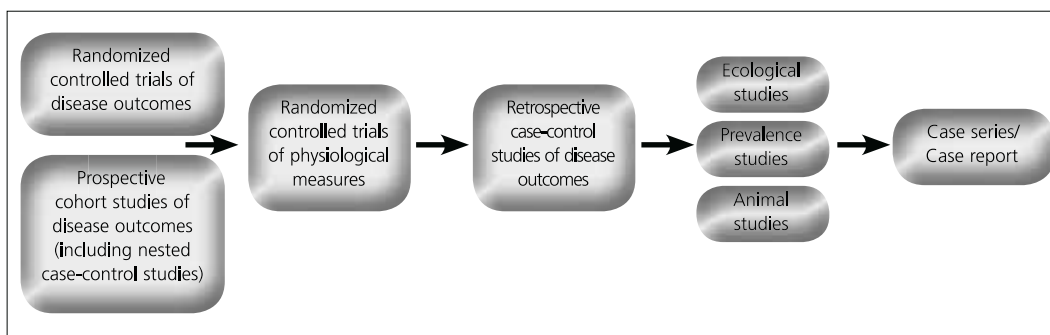 Randomized
controlled trials of
disease outcomes
Prospective
cohort studies of
disease outcomes
(including nested
case-control studies)
Randomized
controlled trials
of physiological
measures
Retrospective
case-control
studies of disease
outcomes
Ecological
studies
Prevalence
studies
Animal
studies
Case series/
Case report